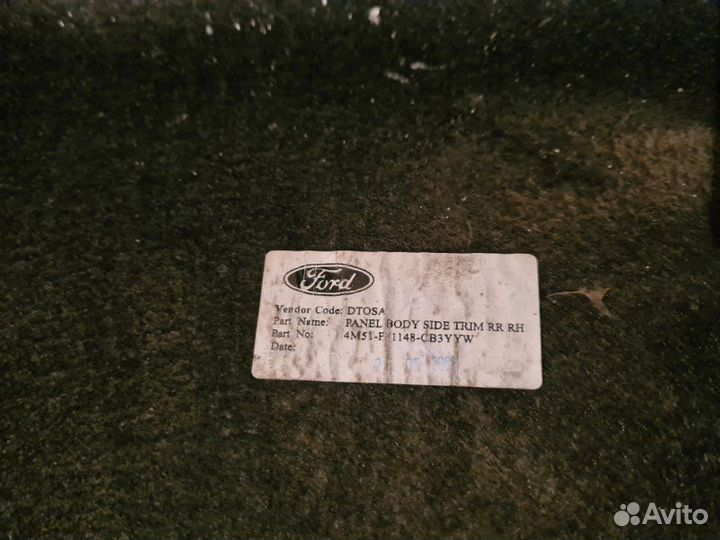 Ford
Vendor Code: DTOSA
Part Name: PANEL BODY SIDE TRIM RR RH
Part No:
Date:
Avito